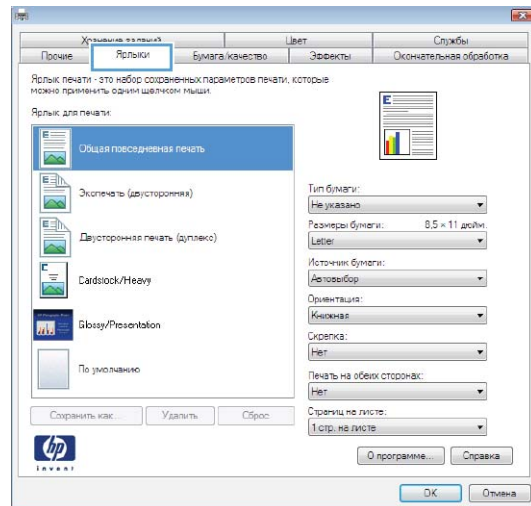 Хранение заданий
Цвет
Службы
Прочие
Ярлыки
Бумага/качество
Эффекты
Окончательная обработка
Ярлык печати - это набор сохраненных параметров печати, которые
можно применить одним щелчком мыши.
Ярлык для печати:
Общая повседневная печать
Экопечать (двусторонняя)
Двусторонняя печать (дуплекс)
Cardstock/Heavy
Glossy/Presentation
По умолчанию
Тип бумаги:
Не указано
Размеры бумаги: 8,5 × 11 дюйм.
Letter
Источник бумаги:
Автовыбор
Ориентация:
Книжная
Скрепка:
Нет
Печать на обеих сторонах:
Нет
Страниц на листе:
1 стр. на листе
Сохранить как... Удалить Сброс
hp
invent
О программе... Справка
OK Отмена